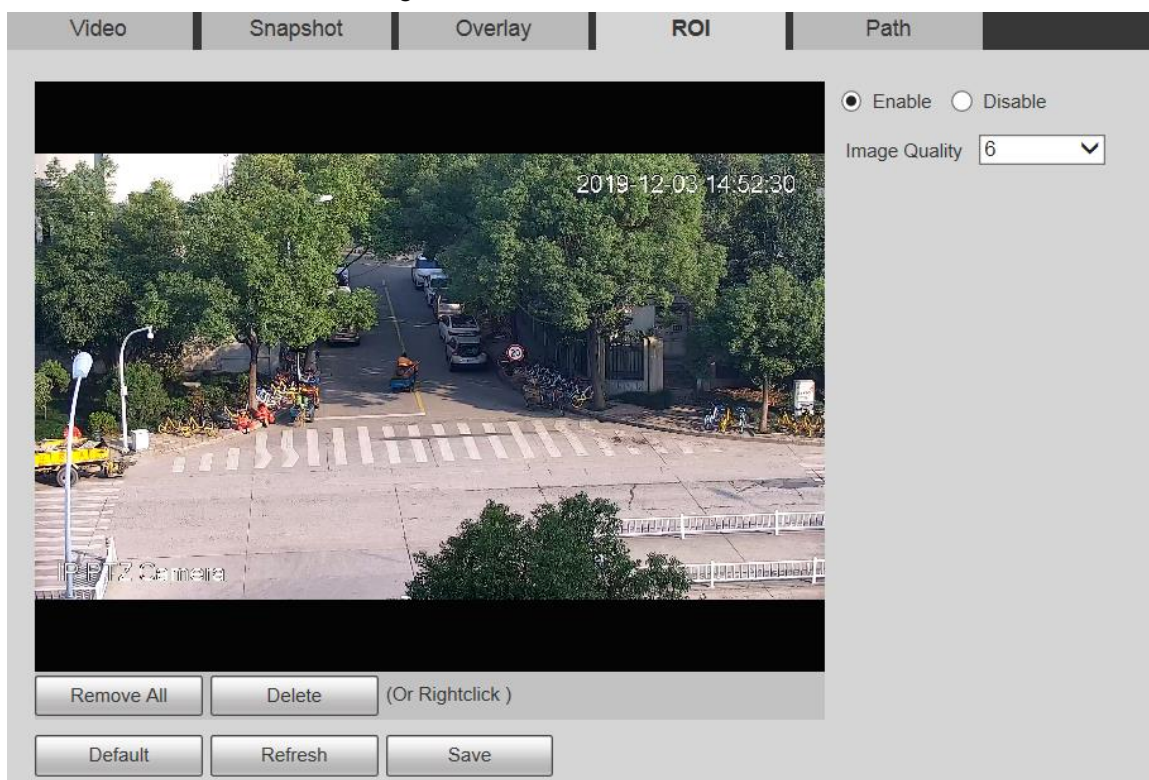 Video Snapshot Overlay ROI Path
Enable Disable
Image Quality 6
2019-12-03 14:52:30
20
IP PTZ Camera
Remove All Delete (Or Rightclick )
Default Refresh Save